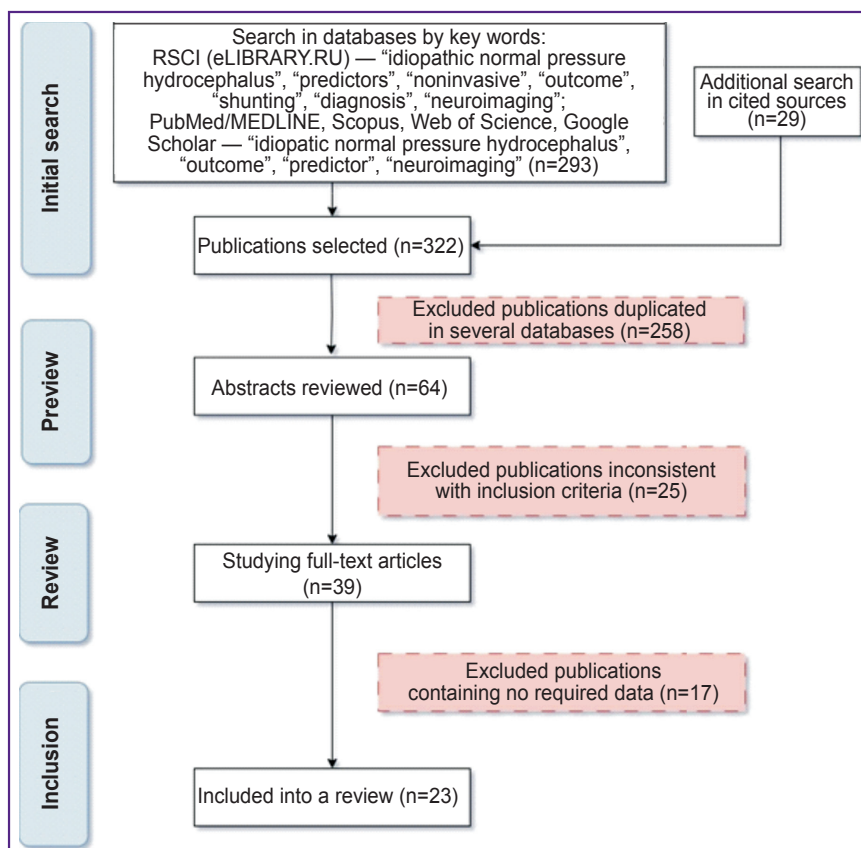 Initial search
Search in databases by key words:
RSCI (eLIBRARY.RU) — “idiopathic normal pressure
hydrocephalus”, “predictors”, “noninvasive”, “outcome”,
“shunting”, “diagnosis”, “neuroimaging”;
PubMed/MEDLINE, Scopus, Web of Science, Google
Scholar — “idiopatic normal pressure hydrocephalus”,
“outcome”, “predictor”, “neuroimaging” (n=293)
Additional search
in cited sources
(n=29)
Publications selected (n=322)
Preview
Excluded publications duplicated
in several databases (n=258)
Abstracts reviewed (n=64)
Excluded publications inconsistent
with inclusion criteria (n=25)
Review
Studying full-text articles
(n=39)
Excluded publications
containing no required data (n=17)
Inclusion
Included into a review (n=23)